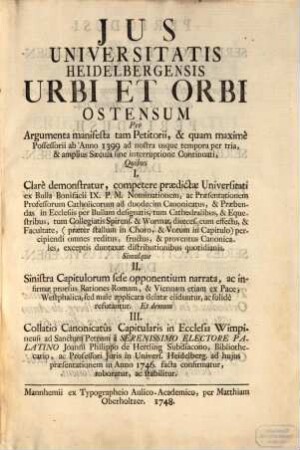 JUS
UNIVERSITATIS
HEIDELBERGENSIS
URBI ET ORBI
OSTENSUM
Per
Argumenta manifesta tam Petitorii, & quam maximè
Possessorii ab Anno 1399 ad nostra usque tempora per tria,
& amplius Sæcula sine interruptione Continuati,
Quibus
I.
Clarè demonstratur, competere prædictæ Universitati
ex Bulla Bonifacii IX. P. M. Nominationem, ac Præsentationem
Professorum Catholicorum ad duodecim Canonicatus, & Præben-
das in Ecclesiis per Bullam designatis, tam Cathedralibus, & Eque-
stribus, tum Collegiatis Spiren. & Wormat. diœces. cum effectu, &
Facultate, (præter stallum in Choro, & Votum in Capitulo) per-
cipiendi omnes reditus, fructus, & proventus Canonica-
les, exceptis duntaxat distributionibus quotidianis.
Simulque
II.
Sinistra Capitulorum sese opponentium narrata, ac in-
firmæ prorsus Rationes Romam, & Viennam etiam ex Pace
Westphalica, sed male applicata delatæ eliduntur, ac solidè
refutantur. Et demum
III.
Collatio Canonicatûs Capitularis in Ecclesia Wimpi-
nensi ad Sanctum Petrum à SERENISSIMO ELECTORE PA-
LATINO Joanni Philippo de Hertling Subdiacono, Bibliothe-
cario, ac Professori Juris in Univers. Heidelberg. ad hujus
præsentationem in Anno 1746. facta confirmatur,
roboratur, ac stabilitur.
Mannhemii ex Typographeio Aulico-Academico, per Matthiam
Oberholtzer. 1748.